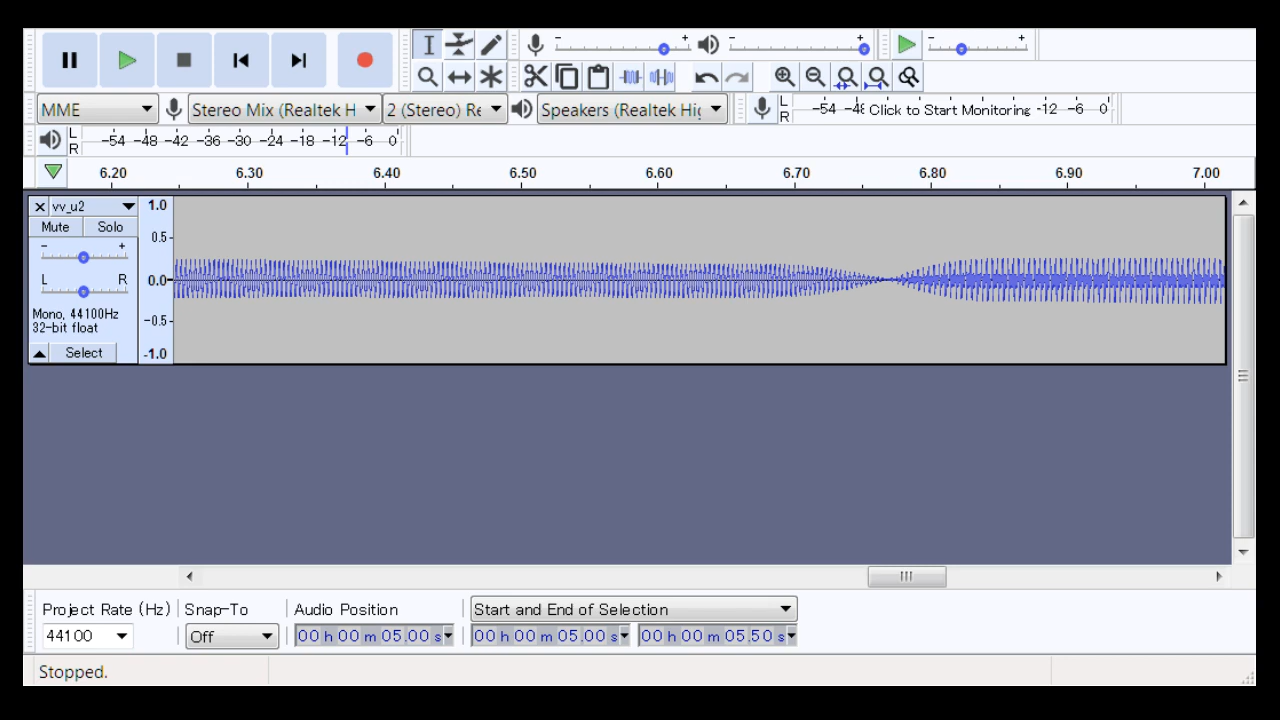 - + - + - +
MME Stereo Mix (Realtek H 2 (Stereo) Re Speakers (Realtek Hig L R -54 -48 Click to Start Monitoring -12 -6 0
L R -54 -48 -42 -36 -30 -24 -18 -12 -6 0
6.20 6.30 6.40 6.50 6.60 6.70 6.80 6.90 7.00
vv_u2 1.0
Mute Solo
0.5
- +
L R 0.0
Mono, 44100Hz
32-bit float
-0.5
Select -1.0
Project Rate (Hz) Snap-To Audio Position Start and End of Selection
44100 Off 00 h 00 m 05.00 s 00 h 00 m 05.00 s 00 h 00 m 05.50 s
Stopped.